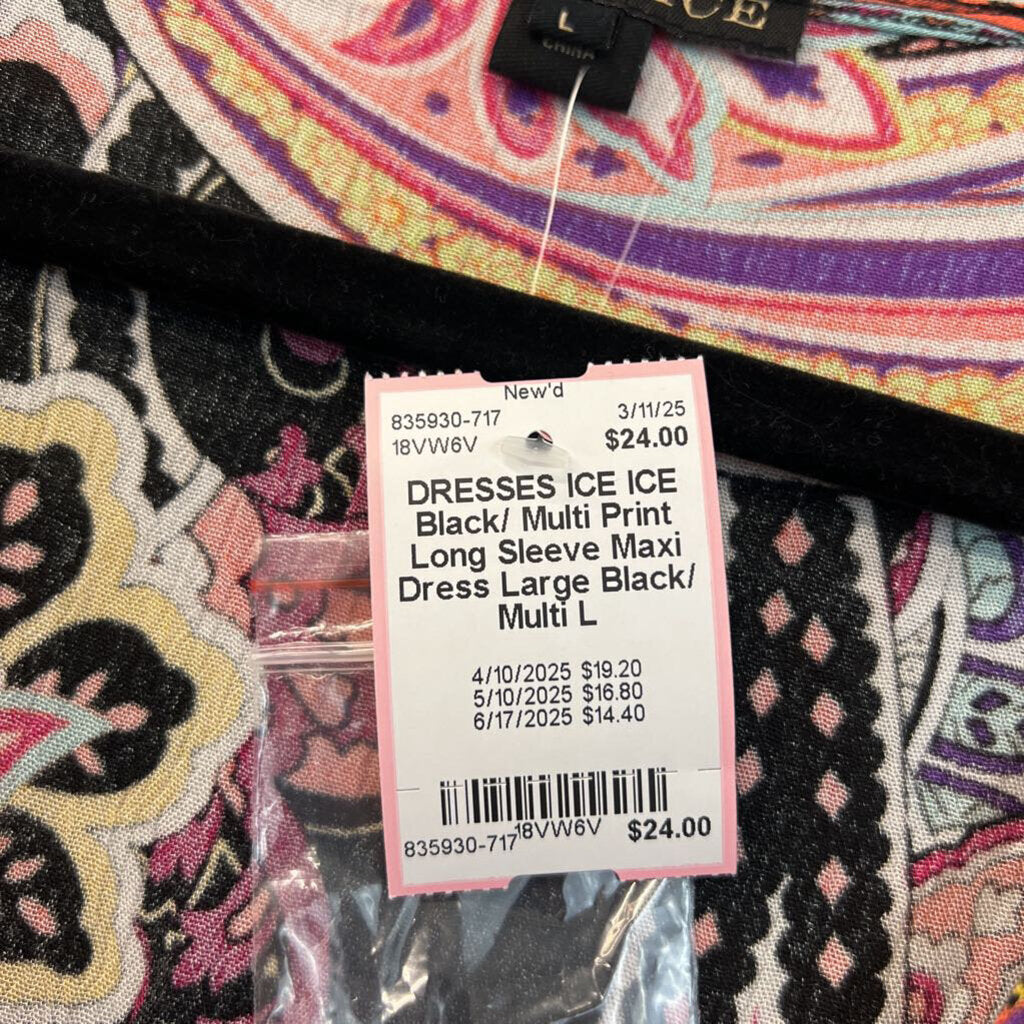 L
CHINA
ICE
New'd
835930-717 3/11/25
18VW6V $24.00
DRESSES ICE ICE
Black/ Multi Print
Long Sleeve Maxi
Dress Large Black/
Multi L
4/10/2025 $19.20
5/10/2025 $16.80
6/17/2025 $14.40
835930-717 18VW6V $24.00